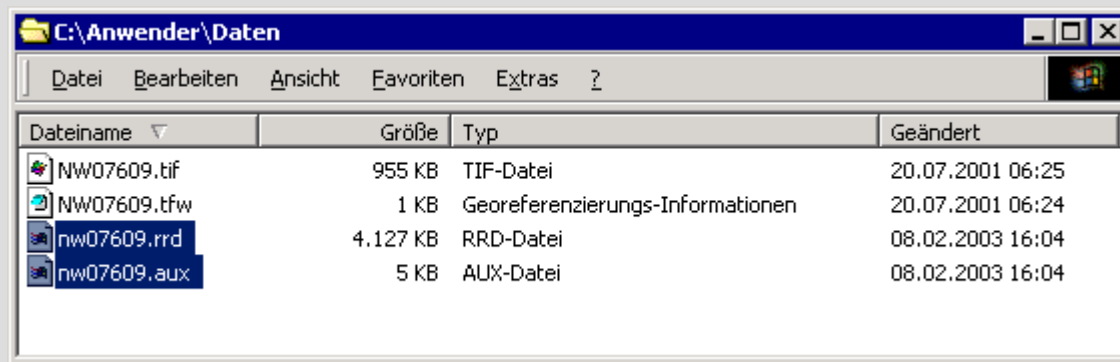 C:\Anwender\Daten
Datei Bearbeiten Ansicht Favoriten Extras ?
Dateiname Größe Typ Geändert
NW07609.tif 955 KB TIF-Datei 20.07.2001 06:25
NW07609.tfw 1 KB Georeferenzierungs-Informationen 20.07.2001 06:24
nw07609.rrd 4.127 KB RRD-Datei 08.02.2003 16:04
nw07609.aux 5 KB AUX-Datei 08.02.2003 16:04